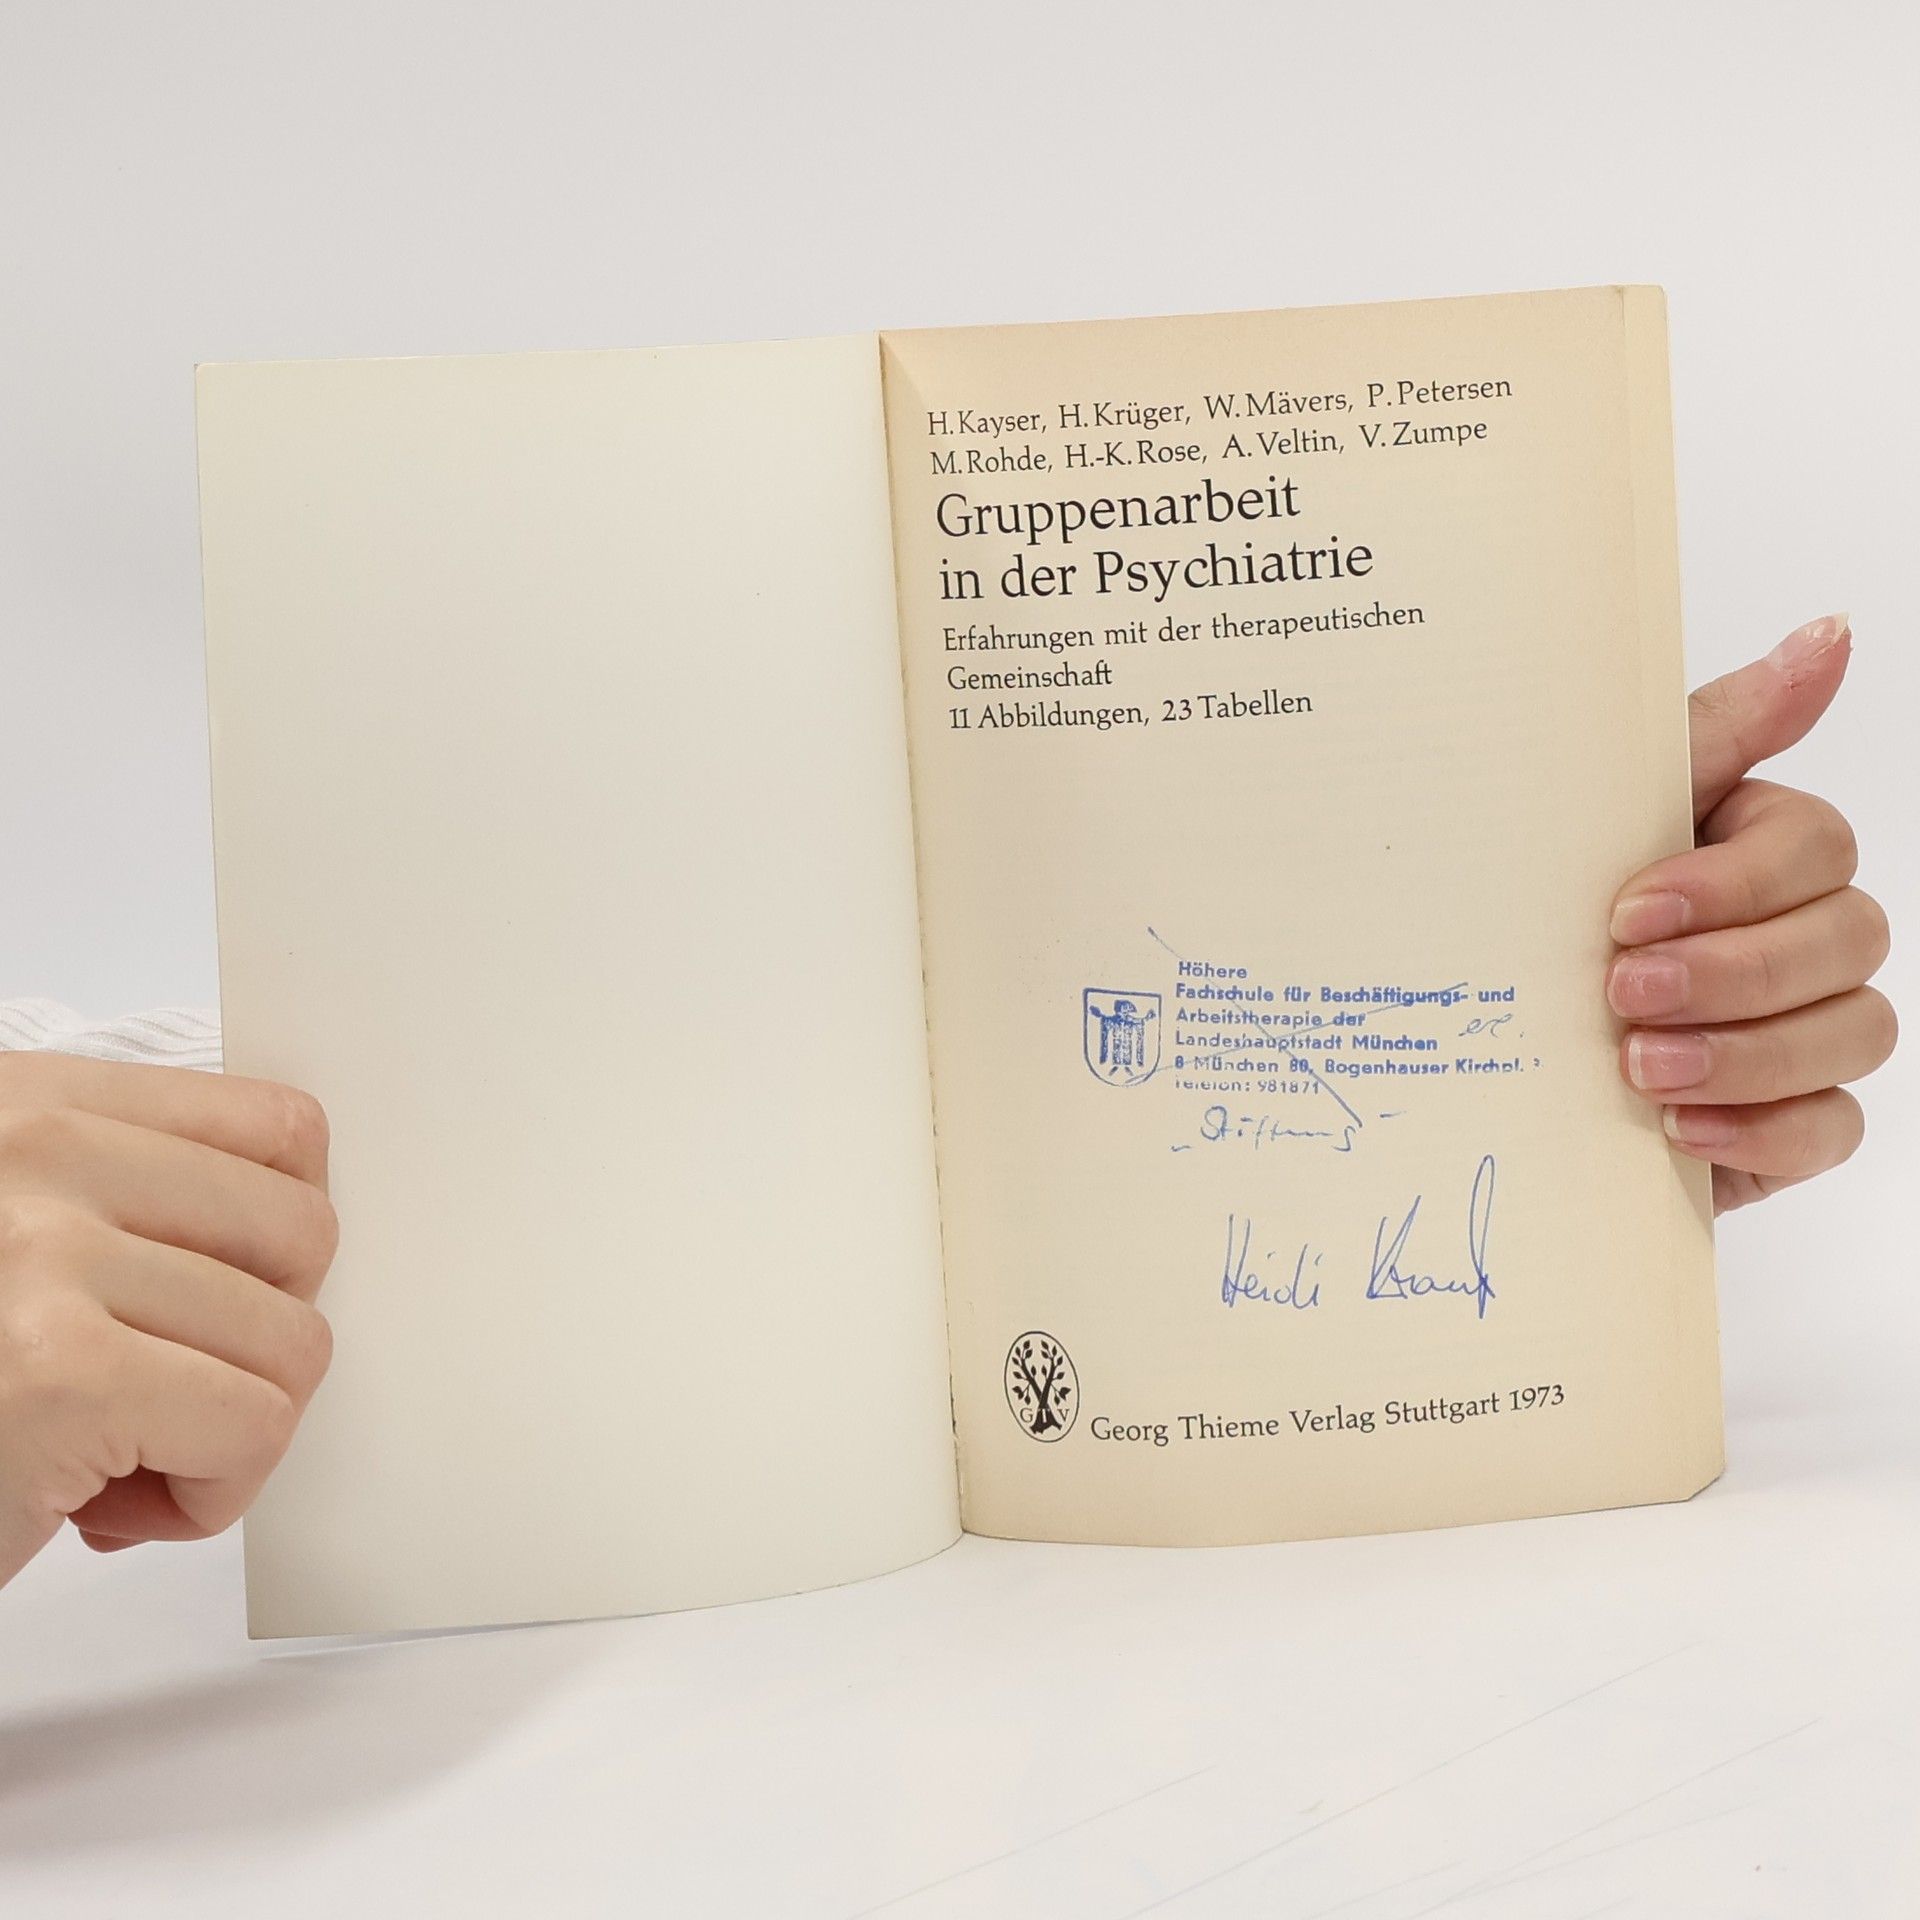 H. Kayser, H. Krüger, W. Mävers, P. Petersen
M. Rohde, H.-K. Rose, A. Veltin, V. Zumpe
Gruppenarbeit
in der Psychiatrie
Erfahrungen mit der therapeutischen
Gemeinschaft
11 Abbildungen, 23 Tabellen
Höhere
Fachschule für Beschäftigungs- und
Arbeitstherapie der
Landeshauptstadt München
8 München 80, Bogenhauser Kirchpl.
Telefon: 981871
- Stiftung -
Heidi
GTV
Georg Thieme Verlag Stuttgart 1973